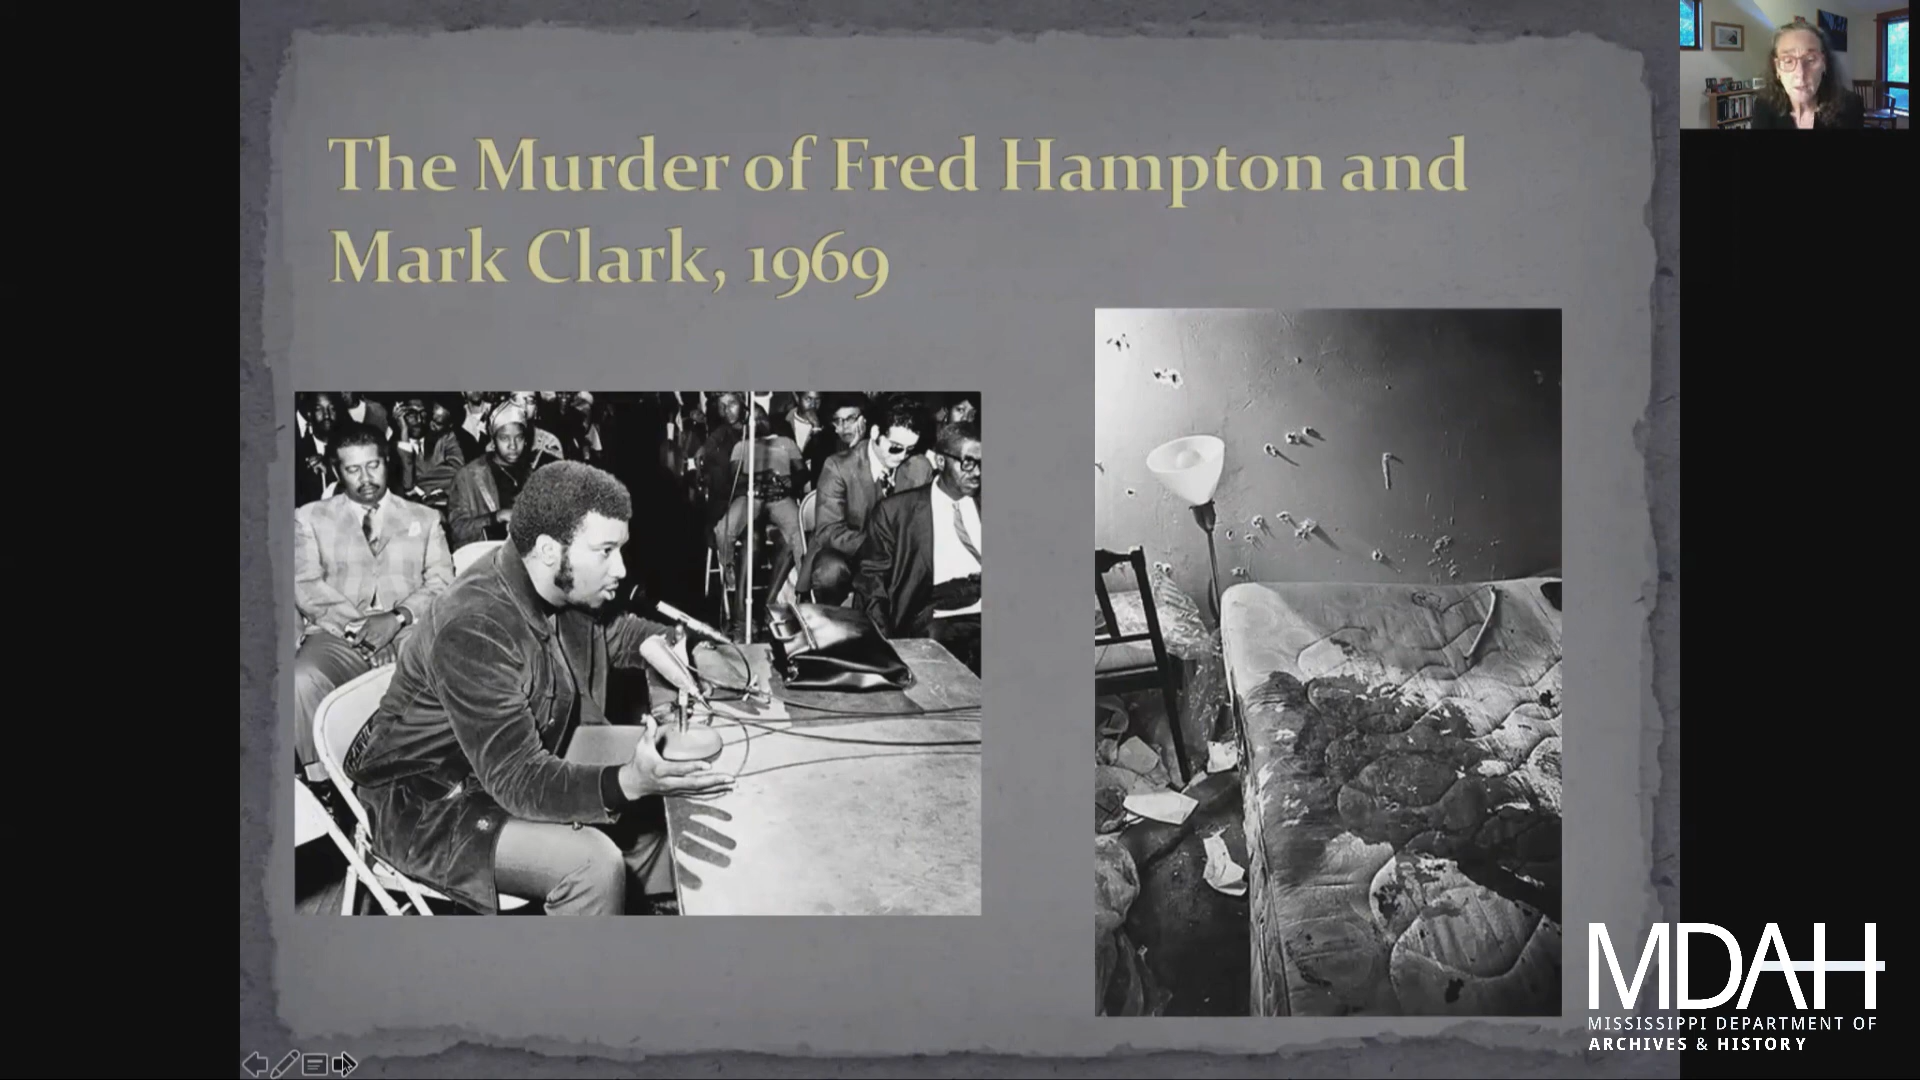 The Murder of Fred Hampton and
Mark Clark, 1969
MDAH
MISSISSIPPI DEPARTMENT OF
ARCHIVES & HISTORY